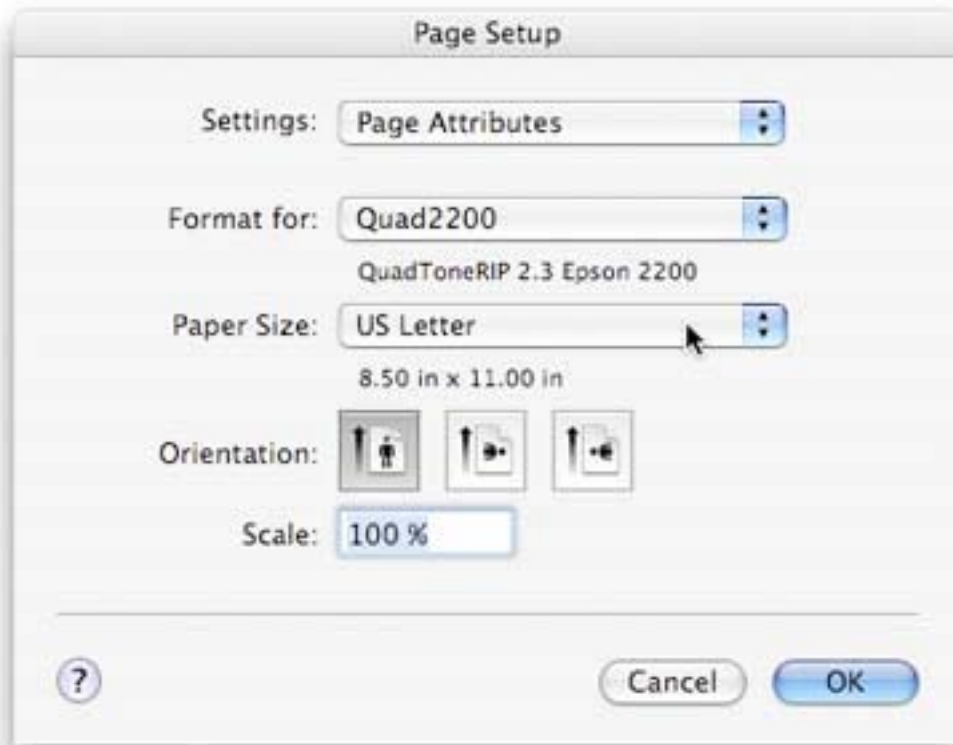 Page Setup
Settings: Page Attributes
Format for: Quad2200
QuadToneRIP 2.3 Epson 2200
Paper Size: US Letter
8.50 in x 11.00 in
Orientation:
Scale: 100 %
? Cancel OK